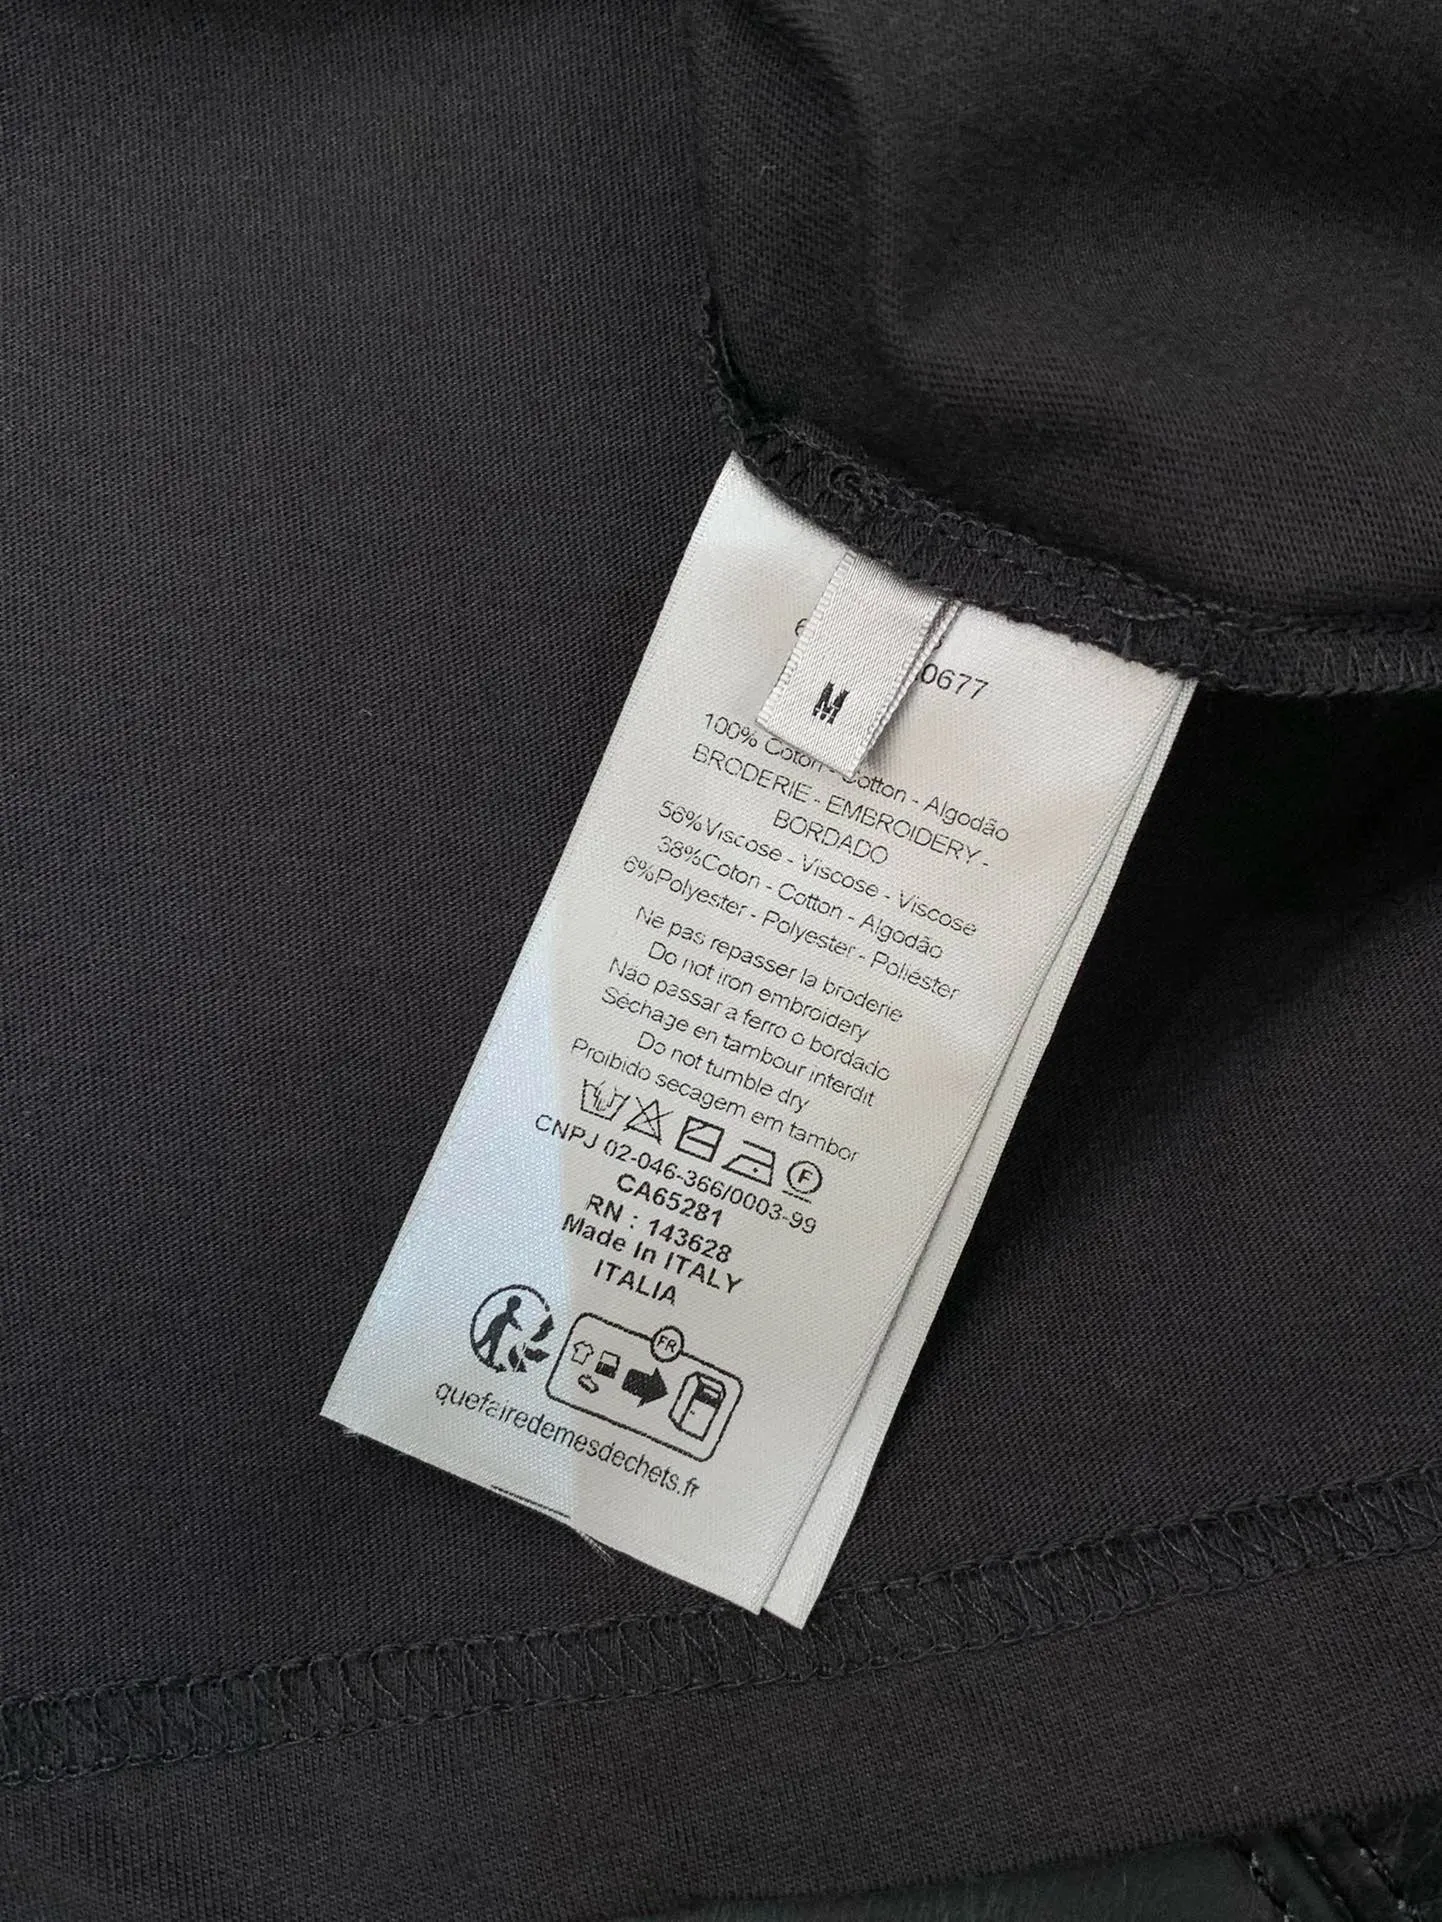 0677
M
100% Coton - Cotton - Algodão
BRODERIE - EMBROIDERY -
BORDADO
56%Viscose - Viscose - Viscose
38%Coton - Cotton - Algodão
6%Polyester - Polyester - Poliéster
Ne pas repasser la broderie
Do not iron embroidery
Não passar a ferro o bordado
Séchage en tambour interdit
Do not tumble dry
Proibido secagem em tambor
F
CNPJ 02-046-366/0003-99
CA65281
RN : 143628
Made In ITALY
ITALIA
FR
quefairedemesdechets.fr